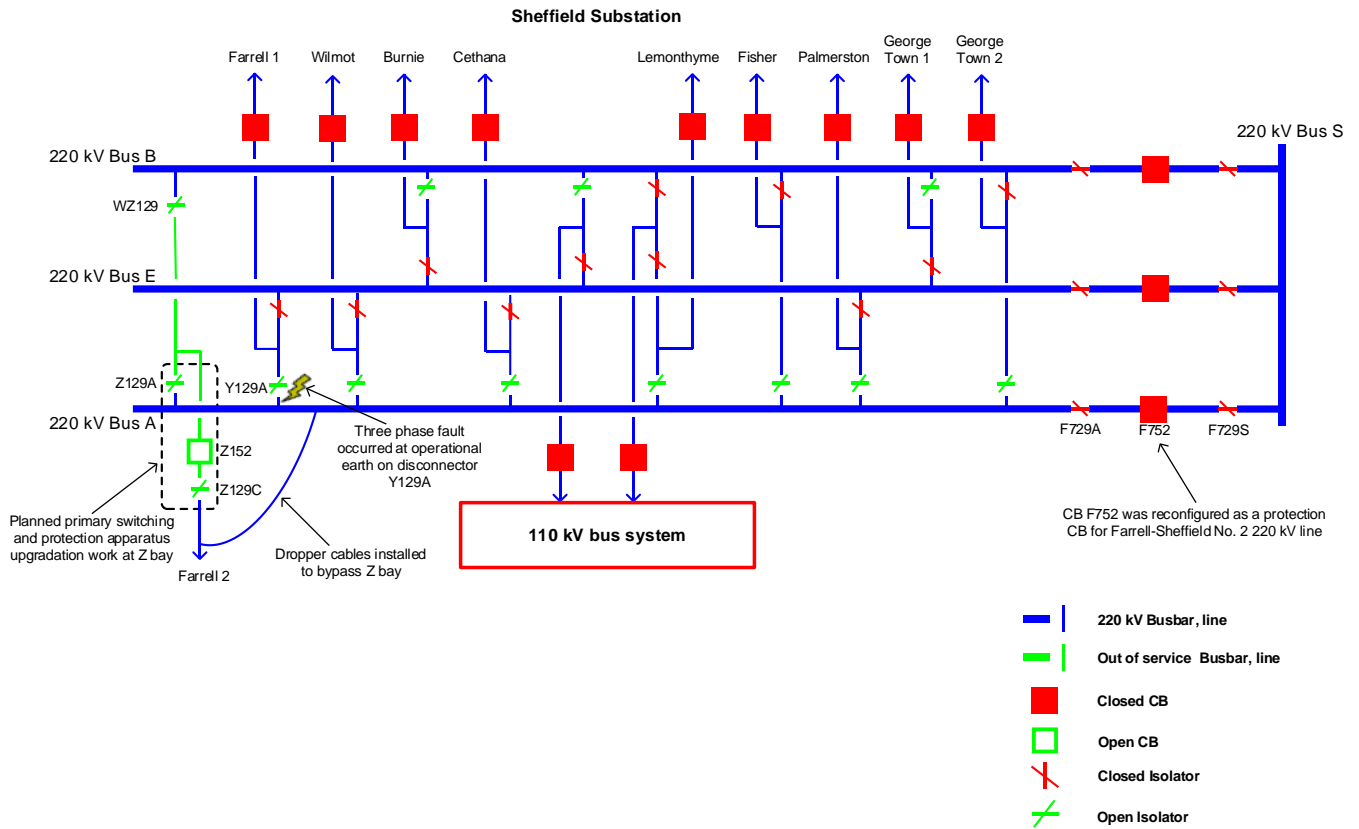 Sheffield Substation
Farrell 1
Wilmot
Burnie
Cethana
Lemonthyme
Fisher
Palmerston
George
Town 1
George
Town 2
220 kV Bus S
220 kV Bus B
WZ129
220 kV Bus E
Z129A
Y129A
220 kV Bus A
F729A
F752
F729S
Three phase fault
occurred at operational
earth on disconnector
Y129A
Z152
Z129C
Planned primary switching
and protection apparatus
upgradation work at Z bay
Dropper cables installed
to bypass Z bay
Farrell 2
110 kV bus system
CB F752 was reconfigured as a protection
CB for Farrell-Sheffield No. 2 220 kV line
220 kV Busbar, line
Out of service Busbar, line
Closed CB
Open CB
Closed Isolator
Open Isolator